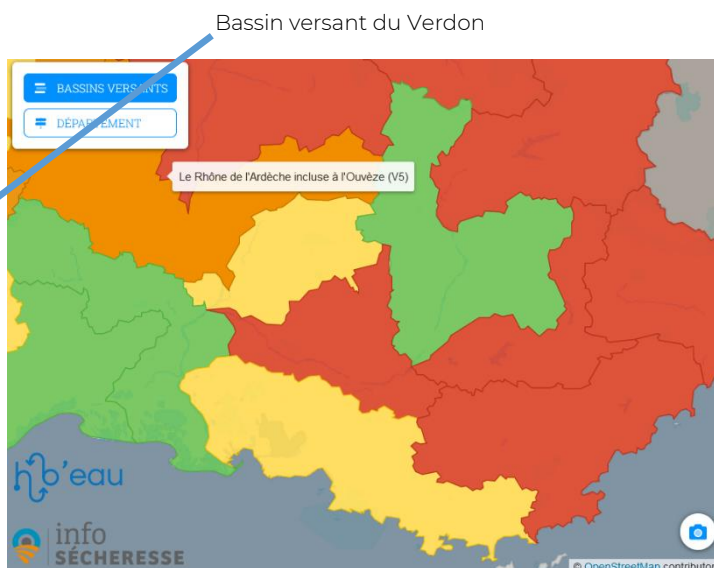 Bassin versant du Verdon
BASSINS VERSANTS
DÉPARTEMENT
Le Rhône de l'Ardèche incluse à l'Ouvèze (V5)
hub'eau
info
SÉCHERESSE
© OpenStreetMap contributor